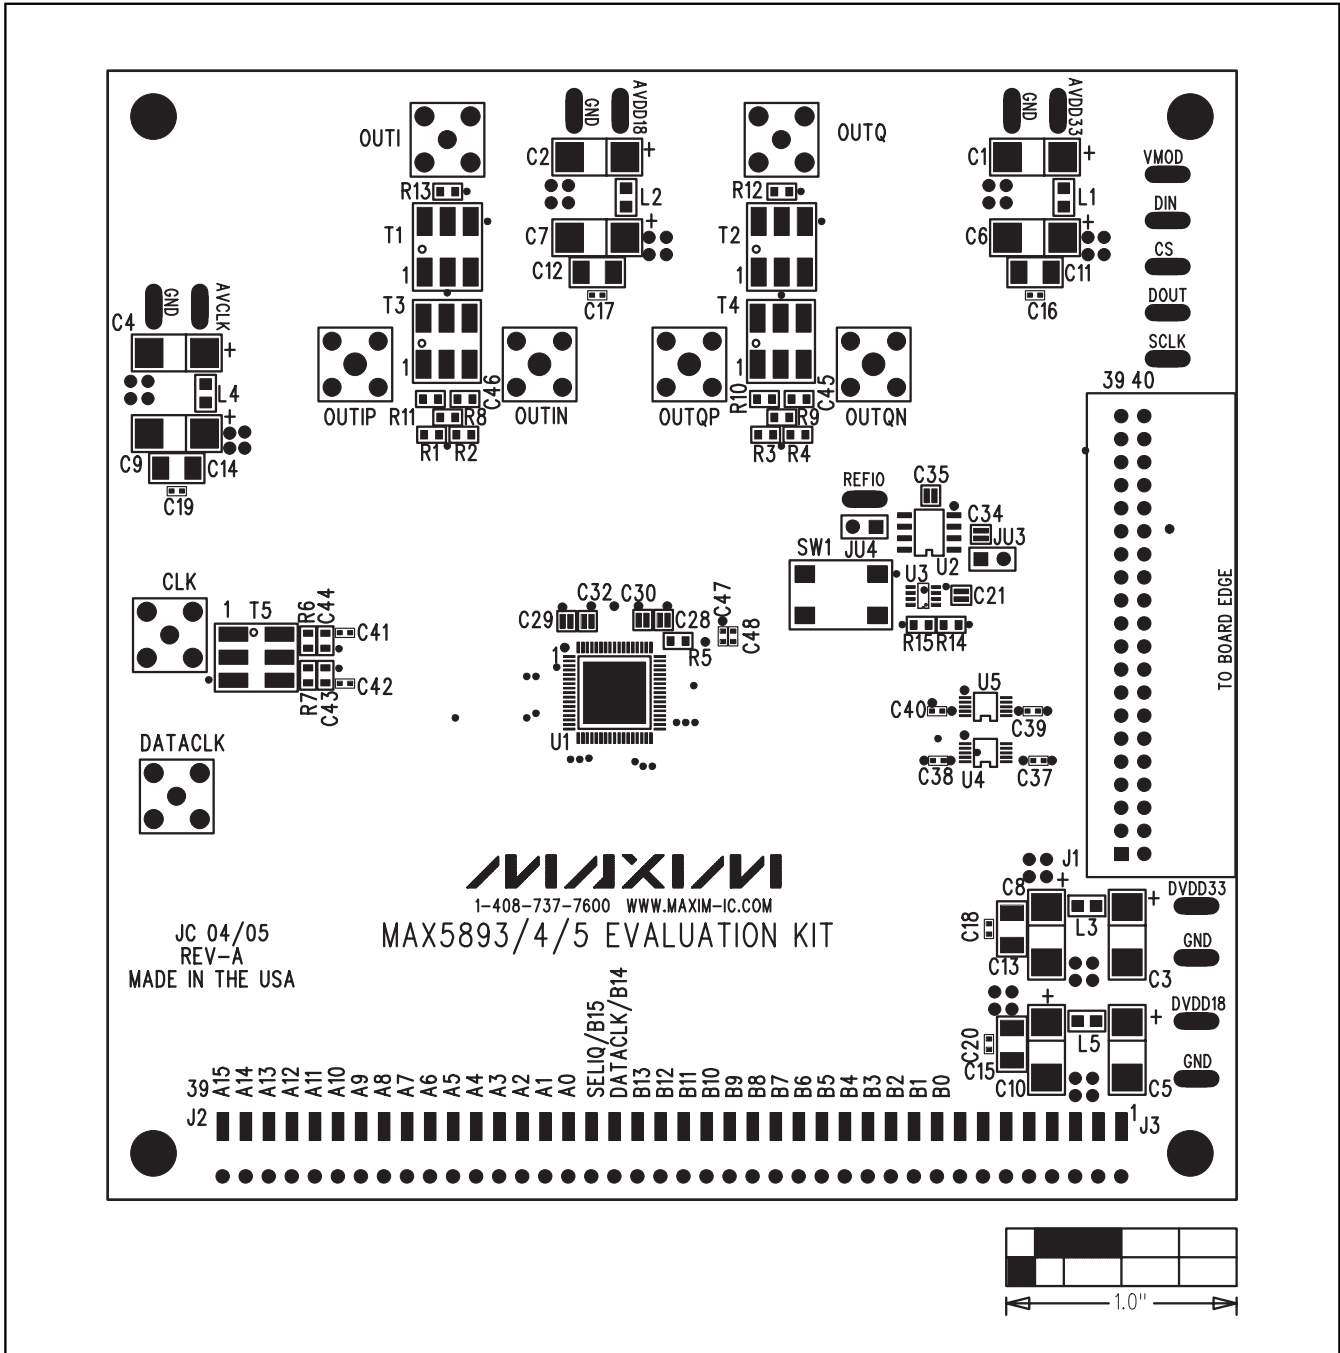 GND
AVDD18
GND
AVDD33
OUTI
OUTQ
C2
+
C1
+
VMOD
R13
L2
R12
L1
DIN
T1
C7
+
T2
C6
+
CS
1
C12
1
C11
C17
C16
DOUT
GND
AVCLK
T3
T4
SCLK
C4
+
1
1
L4
39 40
OUTIP
R11
R8
C46
OUTIN
OUTQP
R10
R9
C45
OUTQN
+
R1
R2
R3
R4
C9
C14
C19
REFIO
C35
C34
JU3
SW1
JU4
U2
CLK
U3
C21
TO BOARD EDGE
1
T5
R6
C44
C41
C32
C30
C47
C29
C28
C48
R15
R14
1
R5
R7
C43
C42
U5
C40
C39
U1
DATACLK
C38
U4
C37
MAXIM
1-408-737-7600 WWW.MAXIM-IC.COM
MAX5893/4/5 EVALUATION KIT
J1
C8
+
DVDD33
+
C18
L3
GND
C13
C3
JC 04/05
REV-A
MADE IN THE USA
+
DVDD18
+
C20
L5
C15
C10
C5
GND
39
A15
A14
A13
A12
A11
A10
A9
A8
A7
A6
A5
A4
A3
A2
A1
A0
SELIQ/B15
DATACLK/B14
B13
B12
B11
B10
B9
B8
B7
B6
B5
B4
B3
B2
B1
B0
J2
1
J3
1.0"